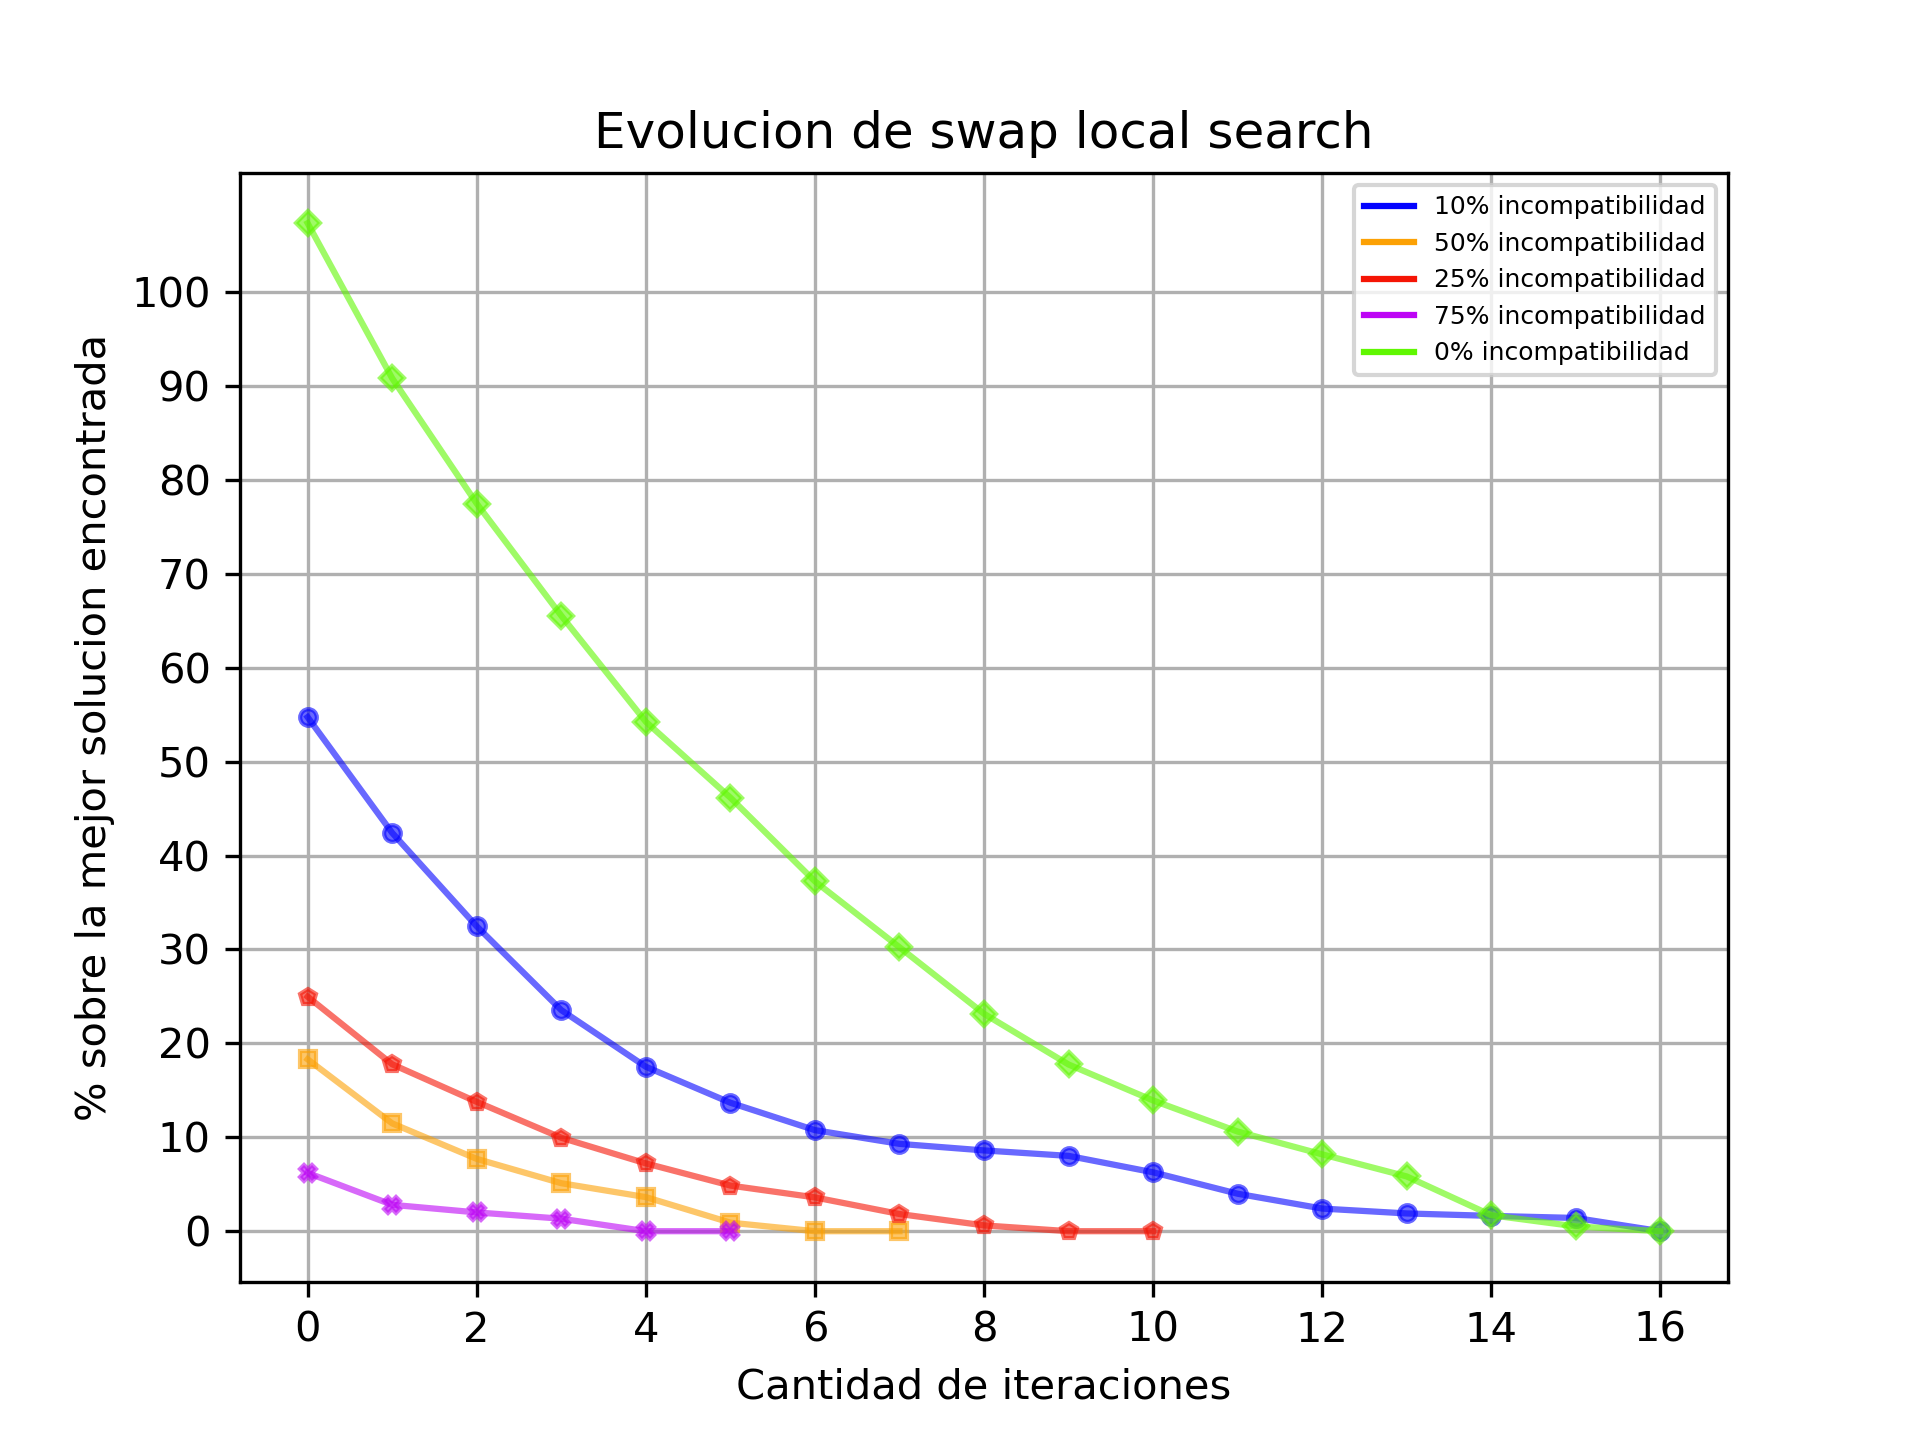 Evolucion de swap local search
10% incompatibilidad
50% incompatibilidad
25% incompatibilidad
75% incompatibilidad
0% incompatibilidad
% sobre la mejor solucion encontrada
100
90
80
70
60
50
40
30
20
10
0
0 2 4 6 8 10 12 14 16
Cantidad de iteraciones